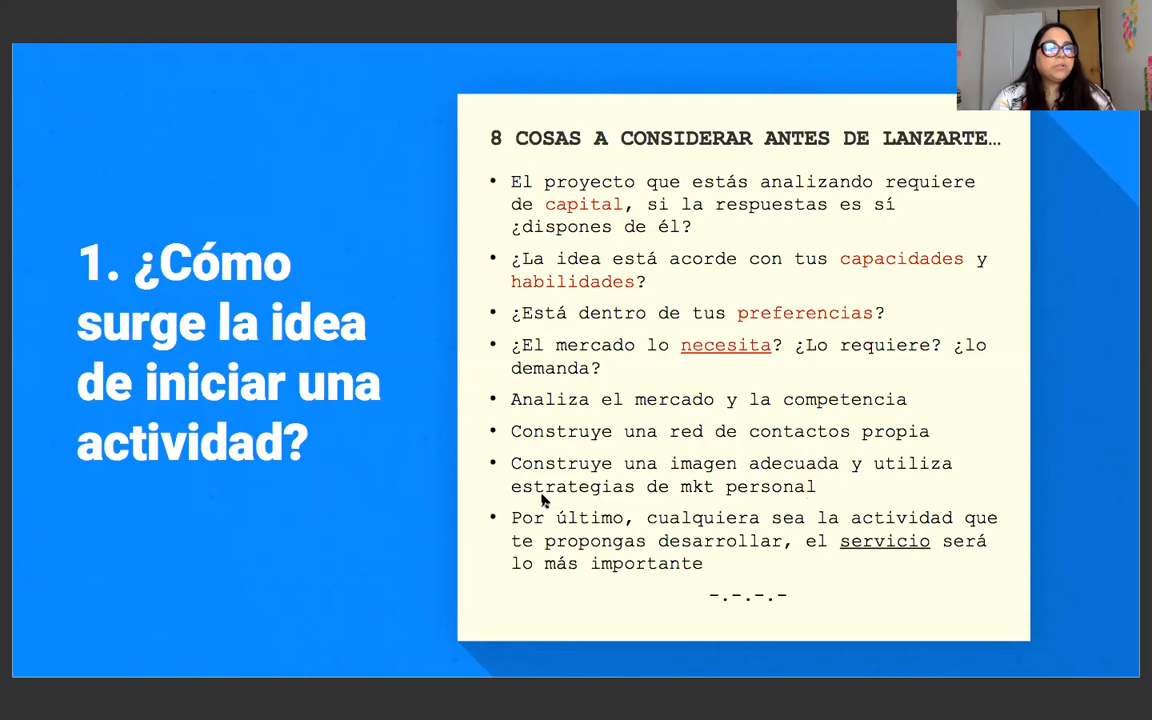 1. ¿Cómo
surge la idea
de iniciar una
actividad?
8 COSAS A CONSIDERAR ANTES DE LANZARTE…
• El proyecto que estás analizando requiere
de capital, si la respuestas es sí
¿dispones de él?
• ¿La idea está acorde con tus capacidades y
habilidades?
• ¿Está dentro de tus preferencias?
• ¿El mercado lo necesita? ¿Lo requiere? ¿lo
demanda?
• Analiza el mercado y la competencia
• Construye una red de contactos propia
• Construye una imagen adecuada y utiliza
estrategias de mkt personal
• Por último, cualquiera sea la actividad que
te propongas desarrollar, el servicio será
lo más importante
-.-.-.-